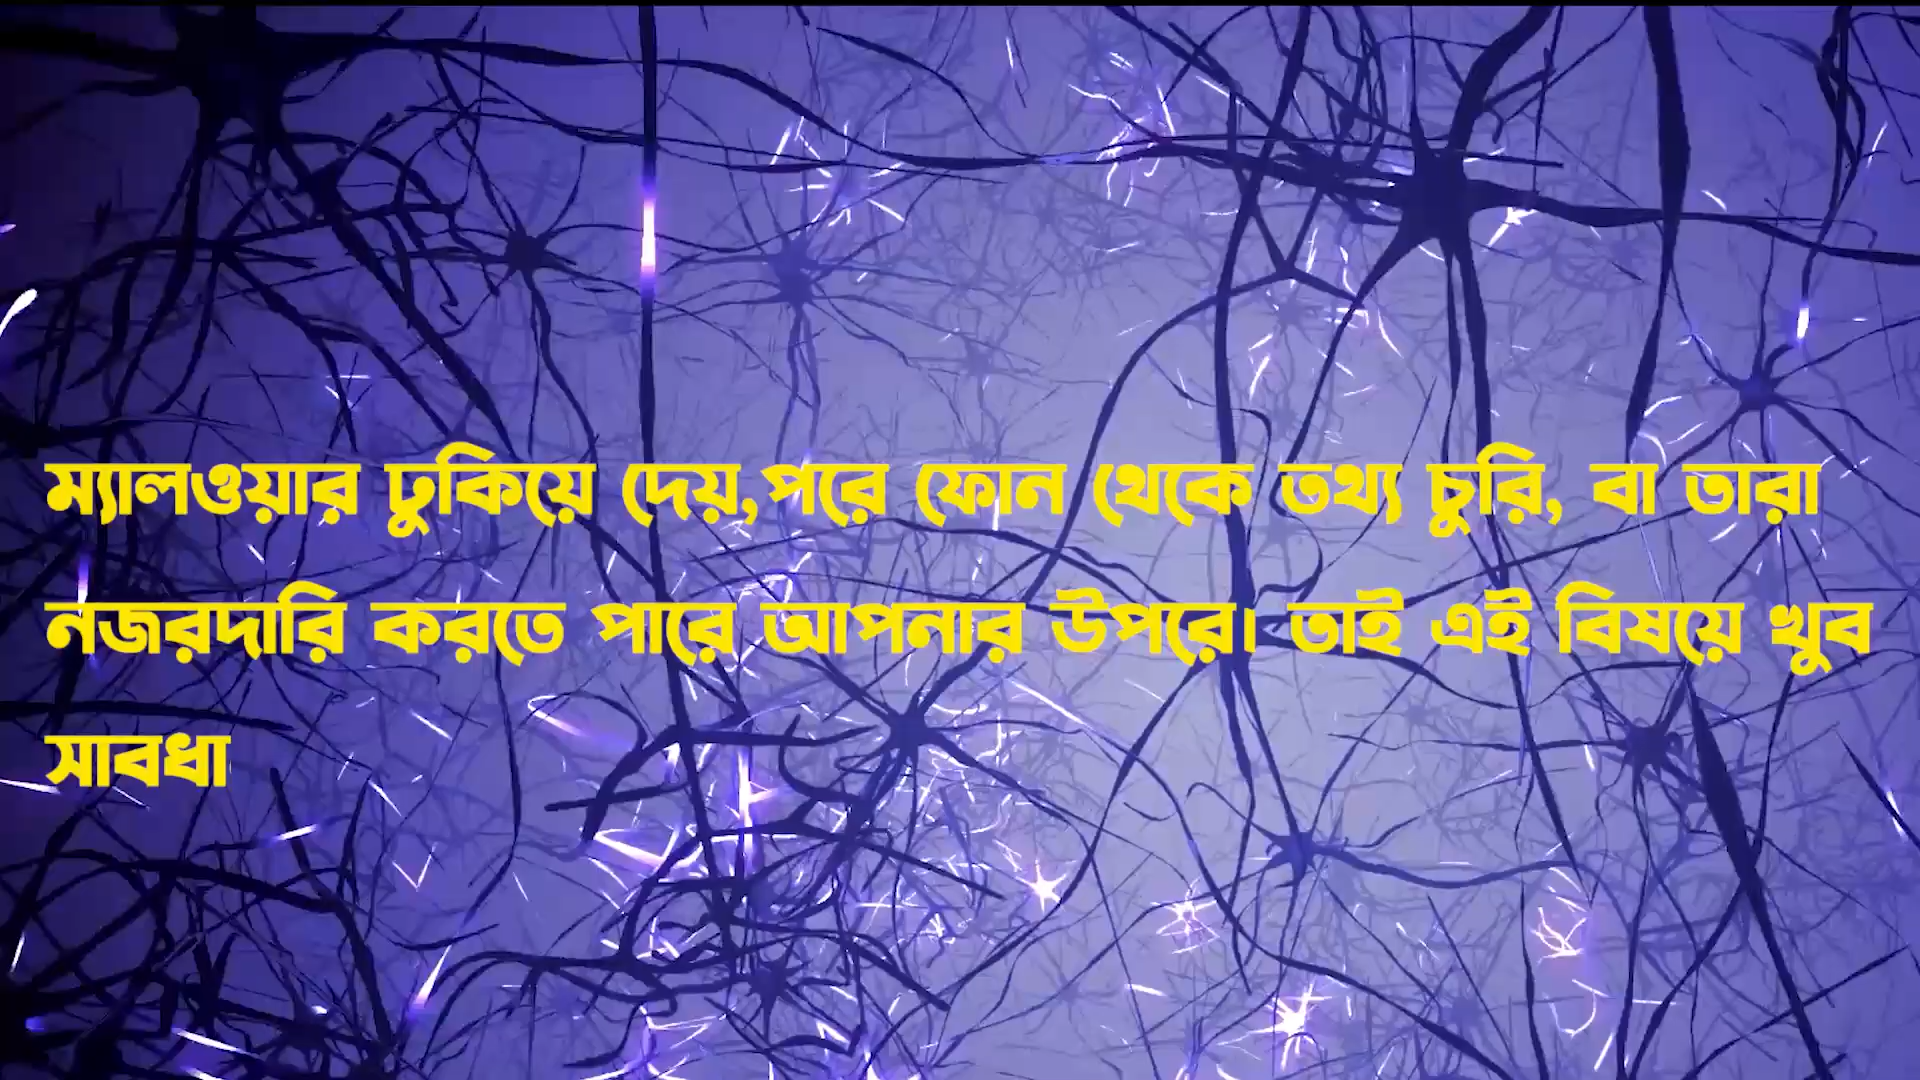 ম্যালওয়ার ঢুকিয়ে দেয়,পরে ফোন থেকে তথ্য চুরি, বা তারা
নজরদারি করতে পারে আপনার উপরে। তাই এই বিষয়ে খুব
সাবধা